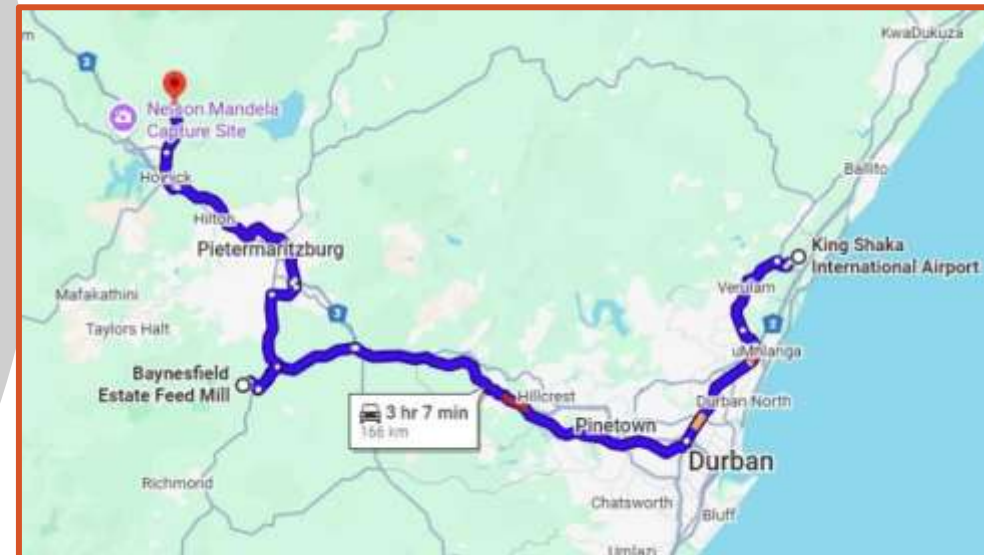 KwaDukuza
Nelson Mandela
Capture Site
Howick
Ballito
Hilton
Pietermaritzburg
King Shaka
International Airport
Mafakathini
Verulam
3
Taylors Halt
uMhlanga
Baynesfield
Estate Feed Mill
3 hr 7 min
166 km
Hillcrest
Durban North
Pinetown
Durban
Richmond
Chatsworth
Bluff
Umlazi